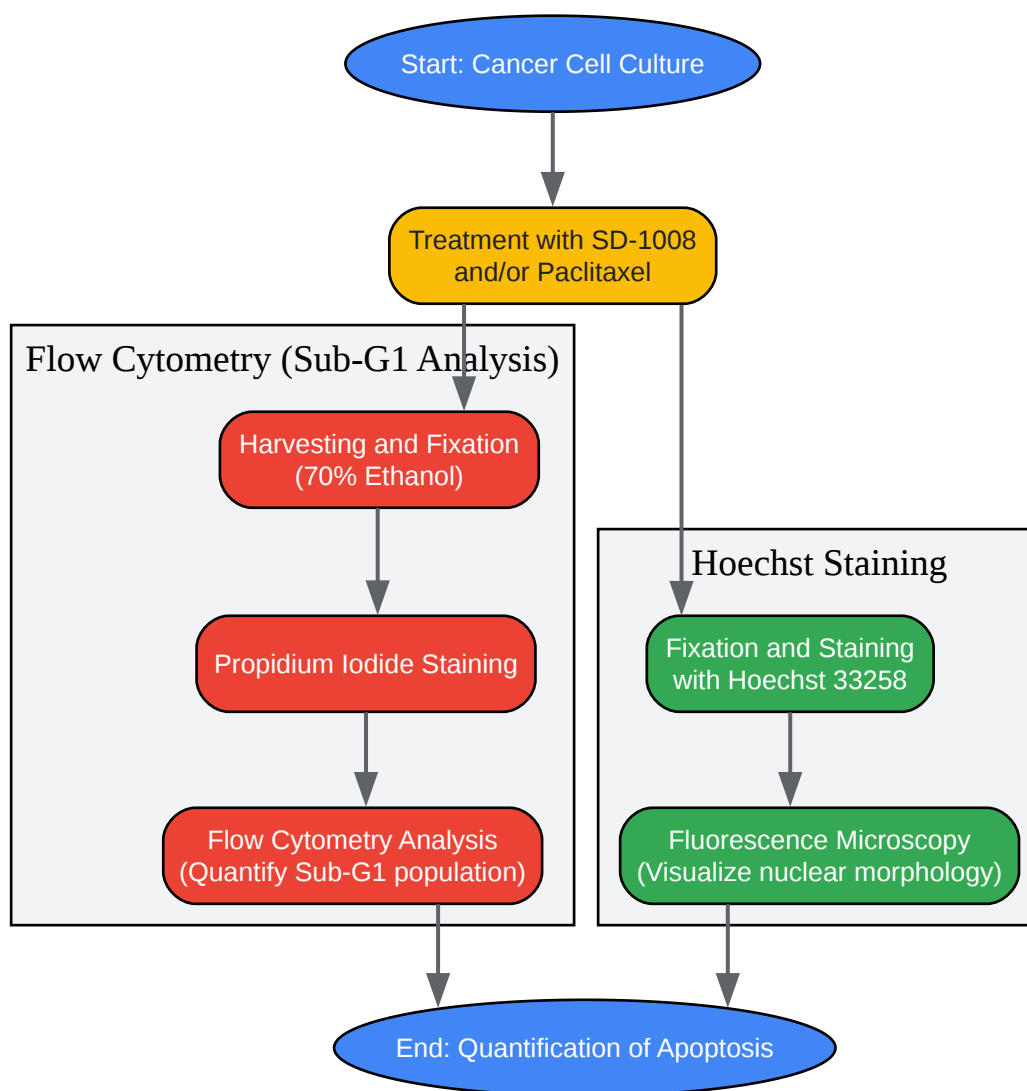 Start: Cancer Cell Culture
Treatment with SD-1008
and/or Paclitaxel
Flow Cytometry (Sub-G1 Analysis)
Harvesting and Fixation
(70% Ethanol)
Propidium Iodide Staining
Flow Cytometry Analysis
(Quantify Sub-G1 population)
Hoechst Staining
Fixation and Staining
with Hoechst 33258
Fluorescence Microscopy
(Visualize nuclear morphology)
End: Quantification of Apoptosis